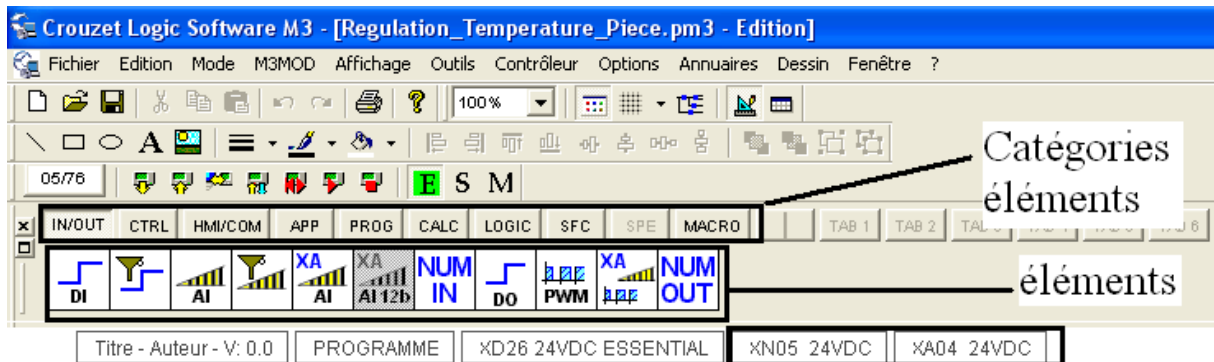 Crouzet Logic Software M3 - [Regulation_Temperature_Piece.pm3 - Edition]
Fichier Edition Mode M3MOD Affichage Outils Contrôleur Options Annuaires Dessin Fenêtre ?
100%
A
Catégories
05/76 E S M
éléments
IN/OUT CTRL HMI/COM APP PROG CALC LOGIC SFC SPE MACRO TAB 1 TAB 2
DI AI XA AI XA AI 12b NUM IN DO PWM XA NUM OUT
éléments
Titre - Auteur - V: 0.0 PROGRAMME XD26 24VDC ESSENTIAL XN05 24VDC XA04 24VDC